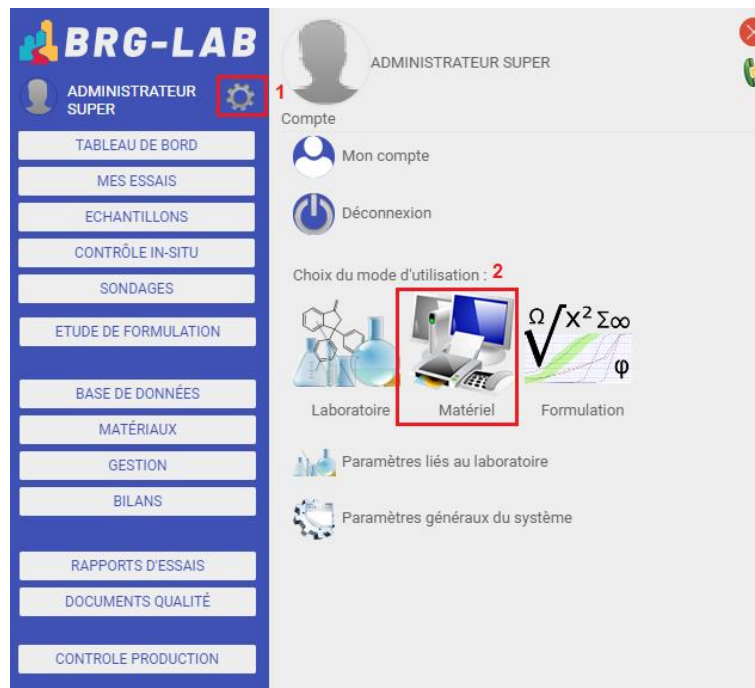 BRG-LAB
ADMINISTRATEUR
SUPER
1
TABLEAU DE BORD
MES ESSAIS
ECHANTILLONS
CONTRÔLE IN-SITU
SONDAGES
ETUDE DE FORMULATION
BASE DE DONNÉES
MATÉRIAUX
GESTION
BILANS
RAPPORTS D'ESSAIS
DOCUMENTS QUALITÉ
CONTROLE PRODUCTION
ADMINISTRATEUR SUPER
Compte
Mon compte
Déconnexion
Choix du mode d'utilisation : 2
Ω √X² Σ∞
φ
Laboratoire Matériel Formulation
Paramètres liés au laboratoire
Paramètres généraux du système